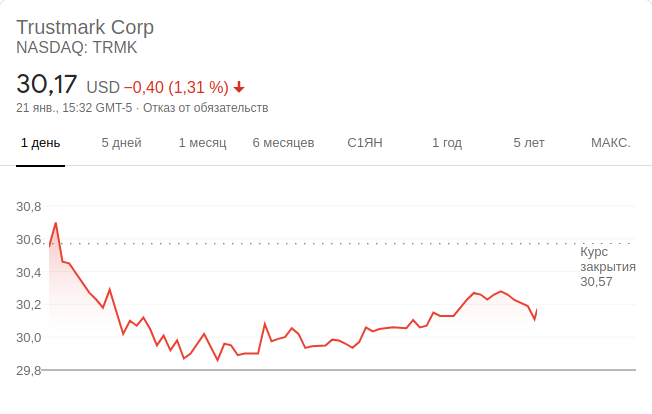 Trustmark Corp
NASDAQ: TRMK
30,17 USD −0,40 (1,31 %)
21 янв., 15:32 GMT-5 · Отказ от обязательств
1 день 5 дней 1 месяц 6 месяцев С1ЯН 1 год 5 лет МАКС.
30,8
30,6
Курс
закрытия
30,57
30,4
30,2
30,0
29,8